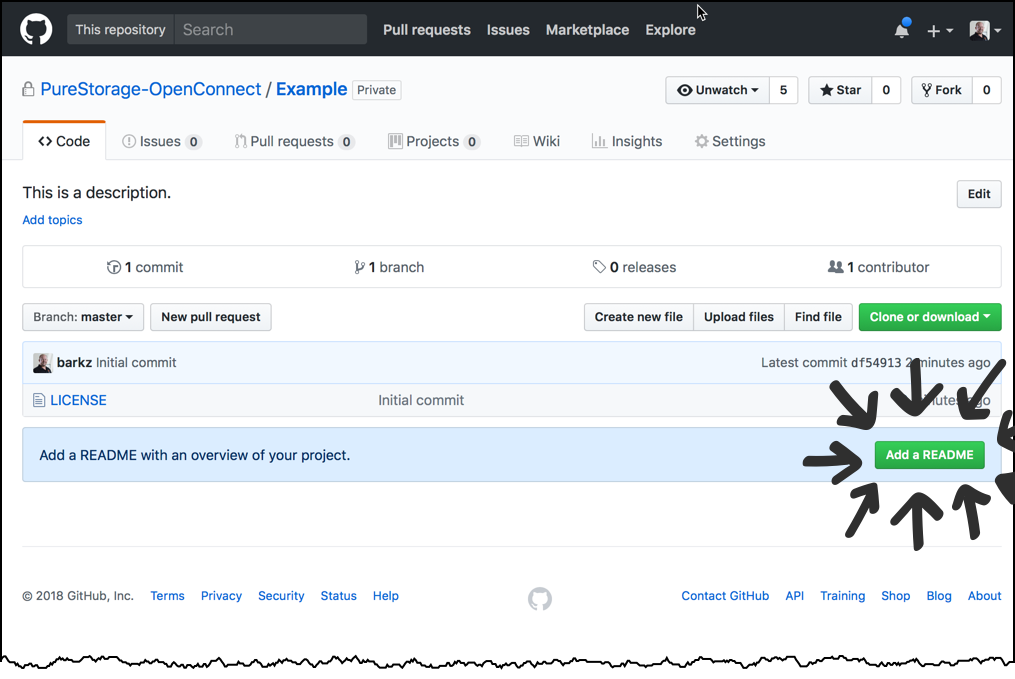 This repository Search Pull requests Issues Marketplace Explore
PureStorage-OpenConnect / Example Private Unwatch 5 Star 0 Fork 0
Code Issues 0 Pull requests 0 Projects 0 Wiki Insights Settings
This is a description. Edit
Add topics
1 commit 1 branch 0 releases 1 contributor
Branch: master New pull request Create new file Upload files Find file Clone or download
barkz Initial commit Latest commit df54913 2 minutes ago
LICENSE Initial commit ago
Add a README with an overview of your project. Add a README
© 2018 GitHub, Inc. Terms Privacy Security Status Help Contact GitHub API Training Shop Blog About